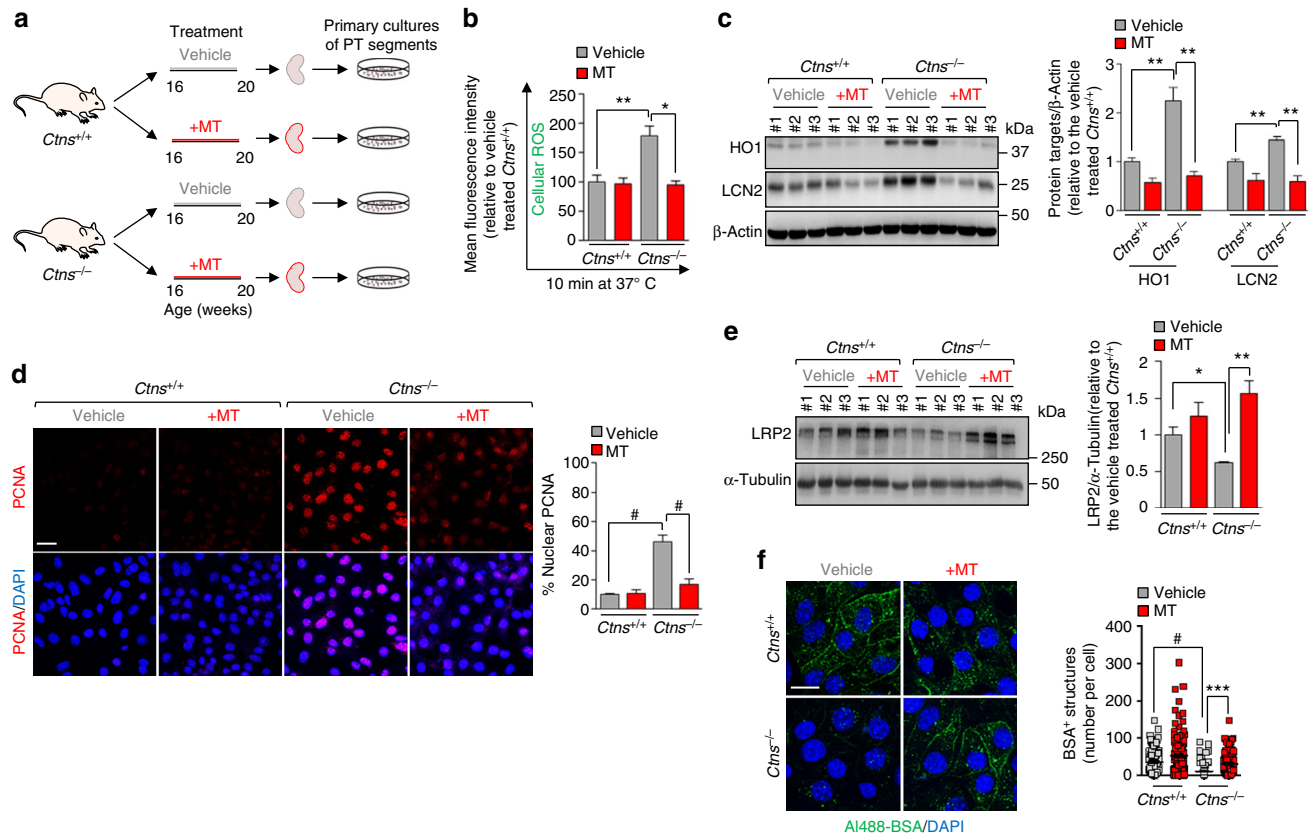 a
Treatment
Primary cultures
of PT segments
Vehicle
16 20
+MT
16 20
Ctns+/+
Vehicle
16 20
+MT
16 20
Ctns–/–
Age (weeks)
b
Vehicle
MT
Mean fluorescence intensity
(relative to vehicle
treated Ctns+/+)
Cellular ROS
250
200
150
100
50
0
** *
Ctns+/+ Ctns–/–
10 min at 37° C
c
Ctns+/+ Ctns–/–
Vehicle +MT Vehicle +MT
#1 #2 #3 #1 #2 #3 #1 #2 #3 #1 #2 #3
kDa
HO1
37
LCN2
25
50
β-Actin
Vehicle
MT
Protein targets/β-Actin
(relative to the vehicle
treated Ctns+/+)
3
2
1
0
** **
** **
Ctns+/+ Ctns–/– Ctns+/+ Ctns–/–
HO1 LCN2
d
Ctns+/+ Ctns–/–
Vehicle +MT Vehicle +MT
PCNA
PCNA/DAPI
Vehicle
MT
% Nuclear PCNA
100
80
60
40
20
0
# #
Ctns+/+ Ctns–/–
e
Ctns+/+ Ctns–/–
Vehicle +MT Vehicle +MT
#1 #2 #3 #1 #2 #3 #1 #2 #3 #1 #2 #3
kDa
LRP2
250
α-Tubulin
50
Vehicle
MT
LRP2/α-Tubulin(relative to
the vehicle treated Ctns+/+)
2
1.5
1
0.5
0
* **
Ctns+/+ Ctns–/–
f
Vehicle +MT
Ctns+/+
Ctns–/–
Al488-BSA/DAPI
Vehicle
MT
BSA+ structures
(number per cell)
400
300
200
100
0
# ***
Ctns+/+ Ctns–/–